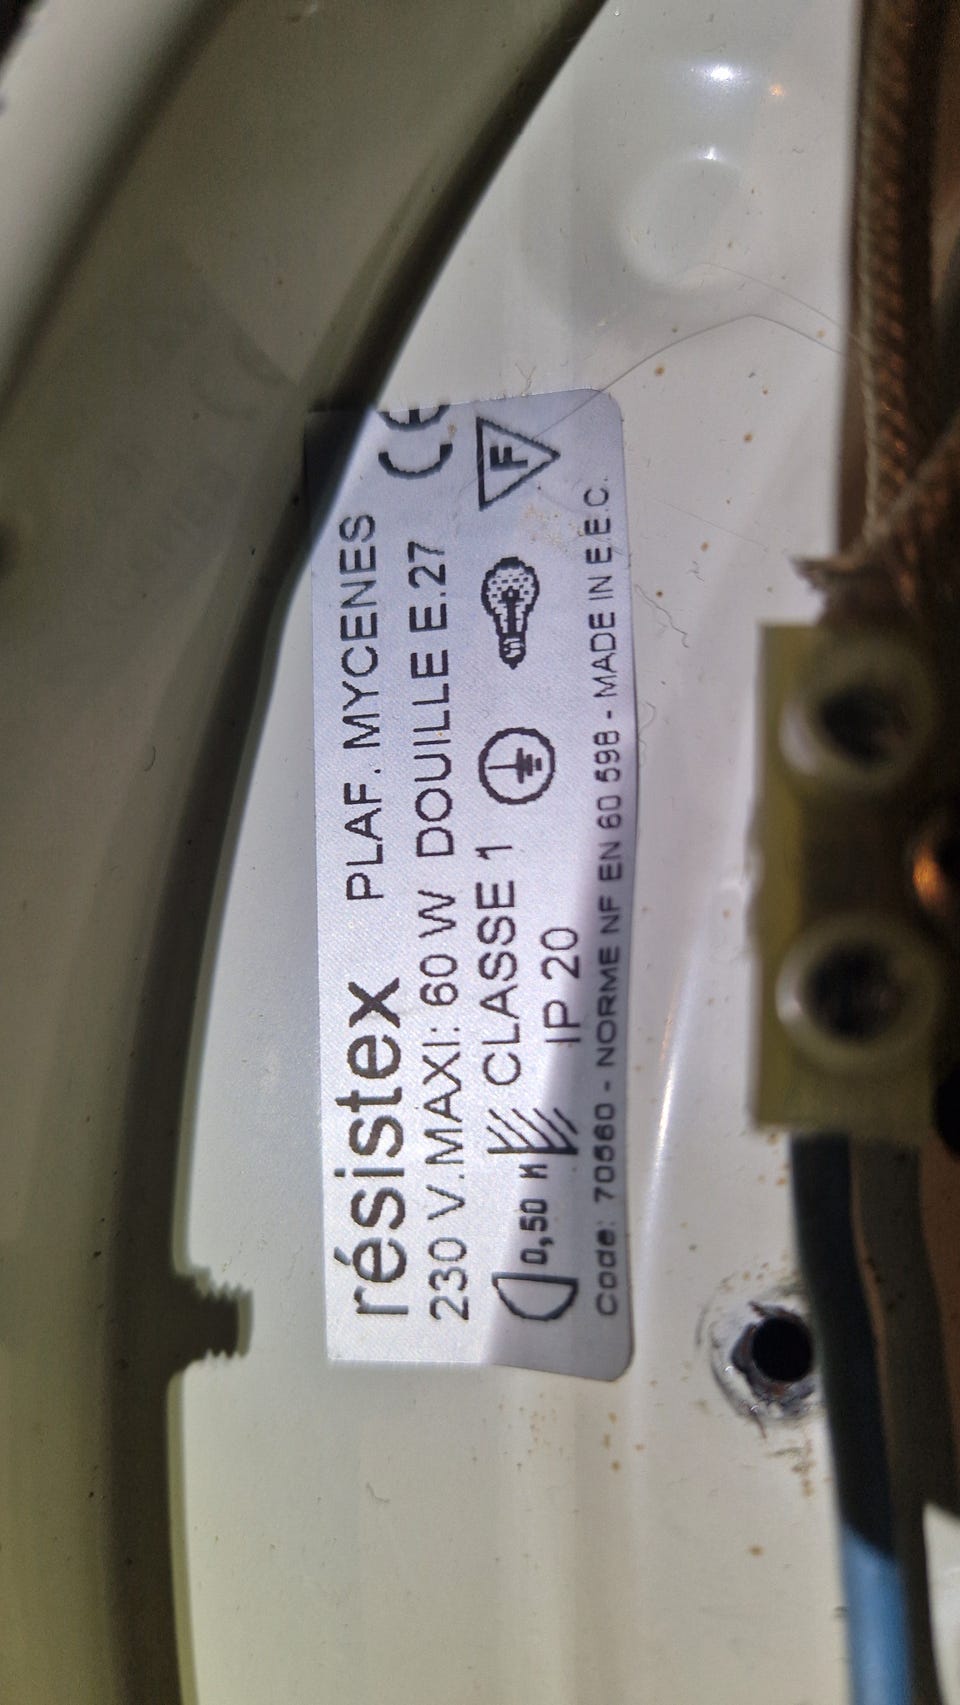 résistex PLAF. MYCENES
230 V.MAXI: 60 W DOUILLE E.27 CE
0,50 M CLASSE 1 F
IP 20
Code: 70560 - NORME NF EN 60 598 - MADE IN E.E.C.